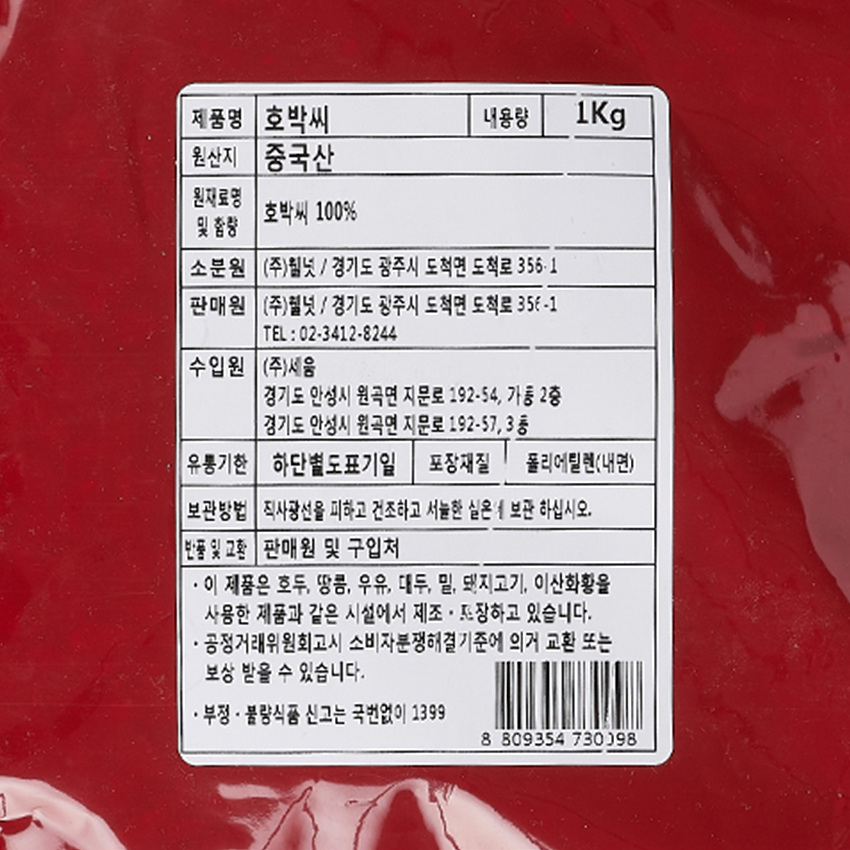 제품명 호박씨 내용량 1Kg
원산지 중국산
원재료명
및 함량 호박씨 100%
소분원 (주)힐넛 / 경기도 광주시 도척면 도척로 356-1
판매원 (주)힐넛 / 경기도 광주시 도척면 도척로 356-1
TEL : 02-3412-8244
수입원 (주)세움
경기도 안성시 원곡면 지문로 192-54, 가동 2층
경기도 안성시 원곡면 지문로 192-57, 3동
유통기한 하단별도표기일 포장재질 폴리에틸렌(내면)
보관방법 직사광선을 피하고 건조하고 서늘한 실온에 보관 하십시오.
반품 및 교환 판매원 및 구입처
· 이 제품은 호두, 땅콩, 우유, 대두, 밀, 돼지고기, 이산화황을
사용한 제품과 같은 시설에서 제조 · 포장하고 있습니다.
· 공정거래위원회고시 소비자분쟁해결기준에 의거 교환 또는
보상 받을 수 있습니다.
· 부정 · 불량식품 신고는 국번없이 1399
8 809354 730098